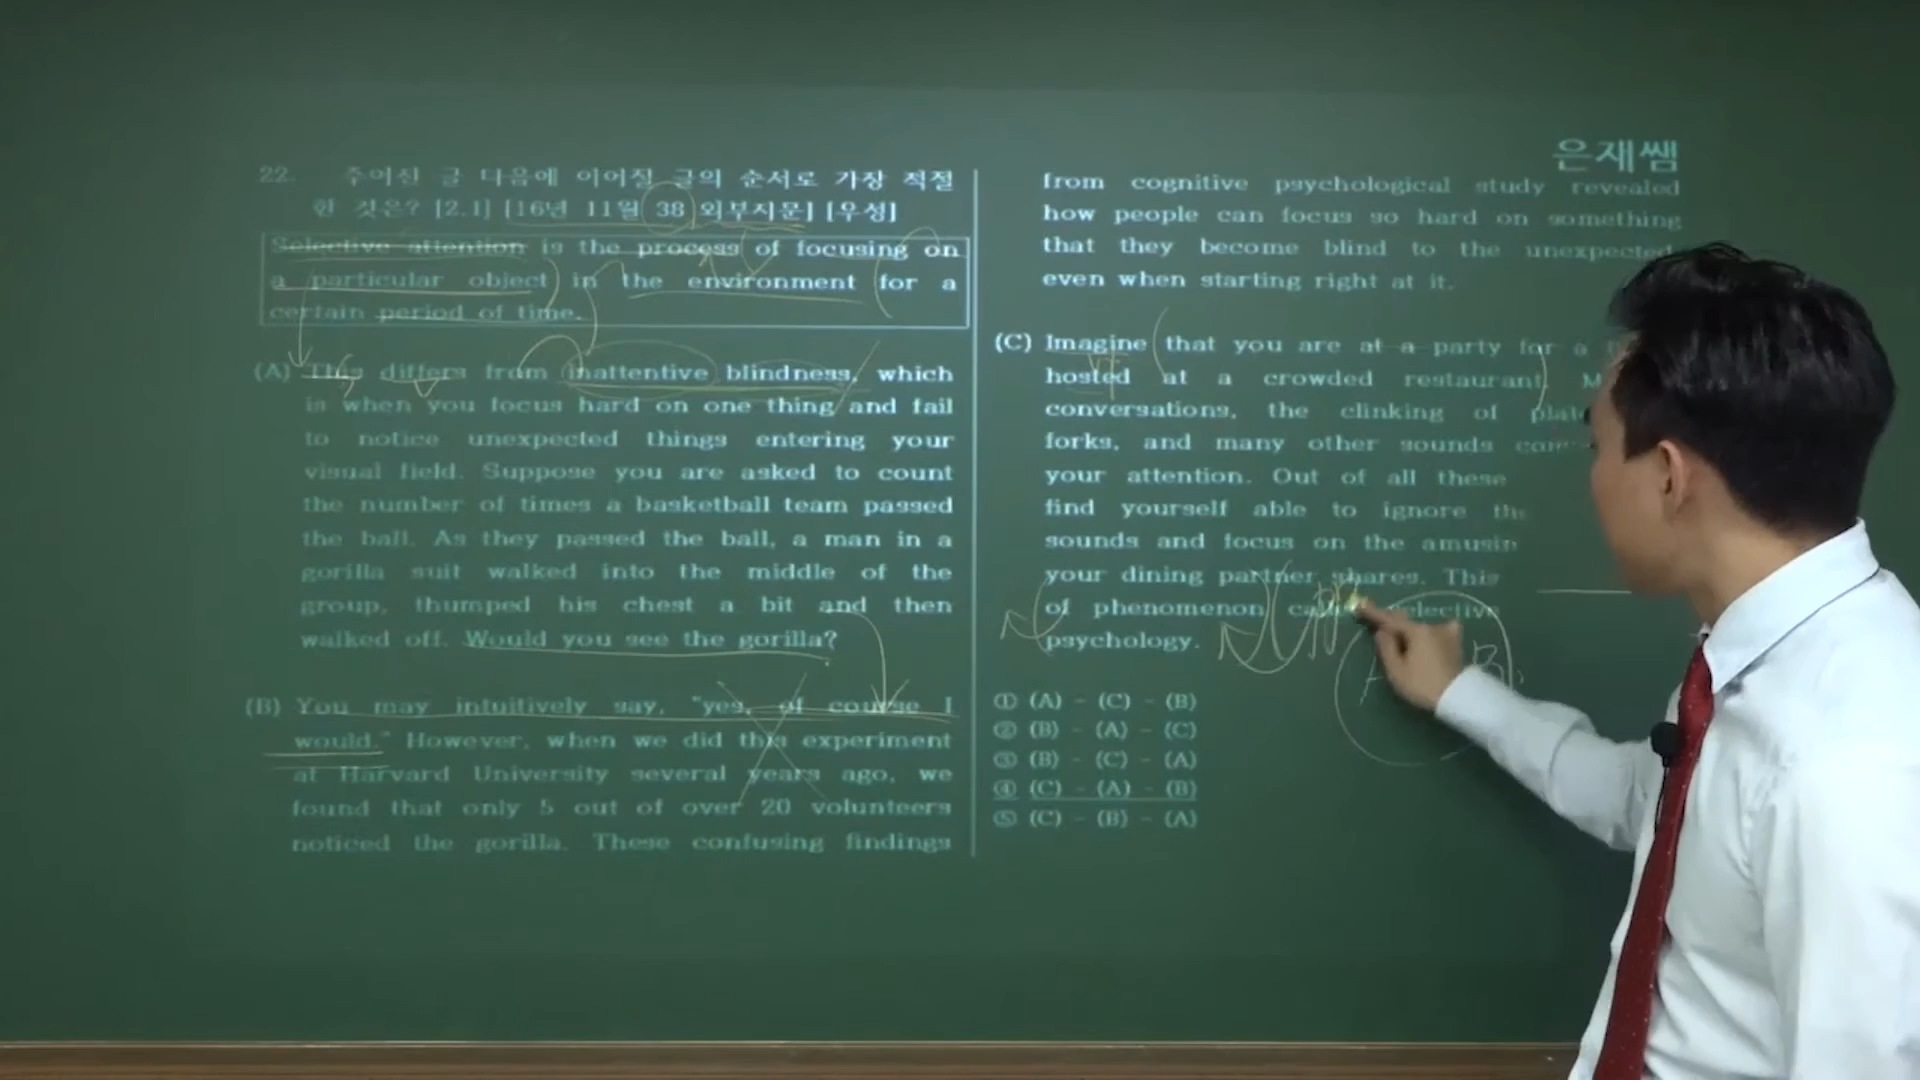 은재쌤
22. 주어진 글 다음에 이어질 글의 순서로 가장 적절
한 것은? [2.1] [16년 11월 38 외부지문] [우성]
Selective attention is the process of focusing on
a particular object in the environment for a
certain period of time.
(A) This differs from inattentive blindness, which
is when you focus hard on one thing and fail
to notice unexpected things entering your
visual field. Suppose you are asked to count
the number of times a basketball team passed
the ball. As they passed the ball, a man in a
gorilla suit walked into the middle of the
group, thumped his chest a bit and then
walked off. Would you see the gorilla?
(B) You may intuitively say, "yes, of course I
would." However, when we did this experiment
at Harvard University several years ago, we
found that only 5 out of over 20 volunteers
noticed the gorilla. These confusing findings
from cognitive psychological study revealed
how people can focus so hard on something
that they become blind to the unexpected,
even when starting right at it.
(C) Imagine that you are at a party for a
hosted at a crowded restaurant.
conversations, the clinking of
forks, and many other sounds
your attention. Out of all these
find yourself able to ignore
sounds and focus on the
your dining partner shares. This
of phenomenon selective
psychology.
① (A) - (C) - (B)
② (B) - (A) - (C)
③ (B) - (C) - (A)
④ (C) - (A) - (B)
⑤ (C) - (B) - (A)